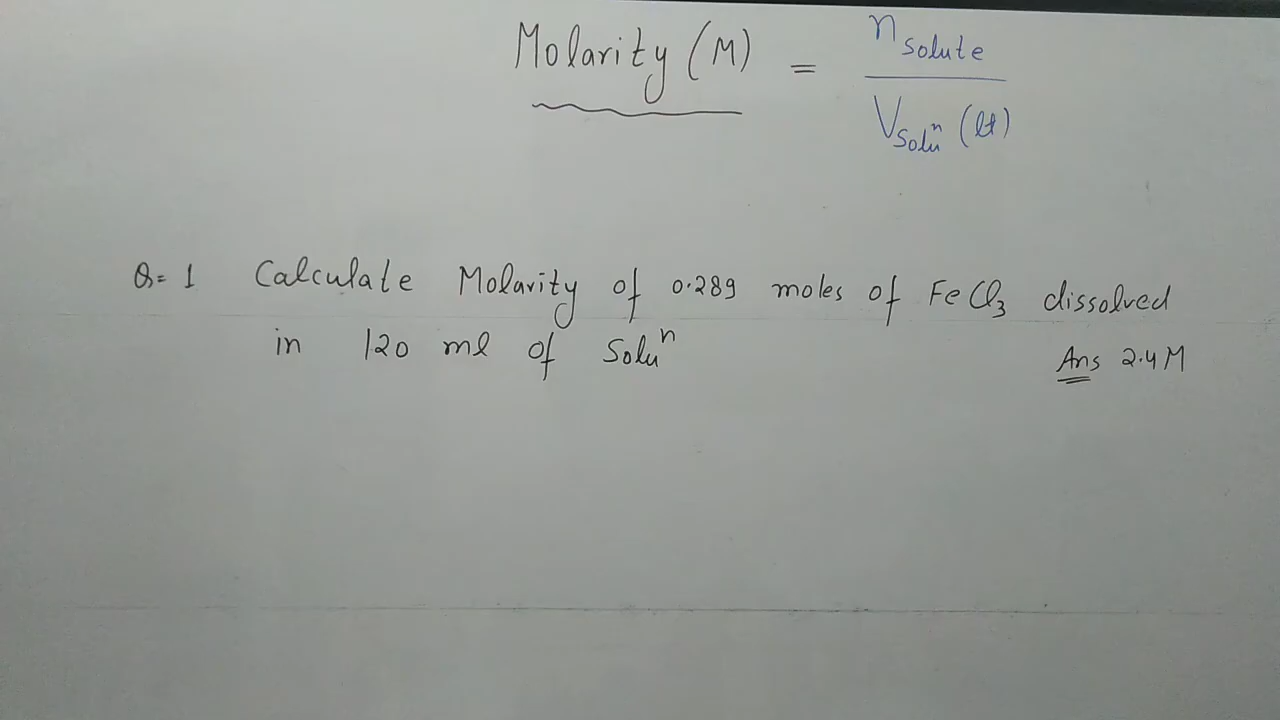 Molarity (M) = n solute / V Soluⁿ (lt)
Q= 1 Calculate Molarity of 0.289 moles of FeCl₃ dissolved
in 120 ml of Soluⁿ
Ans 2.4 M